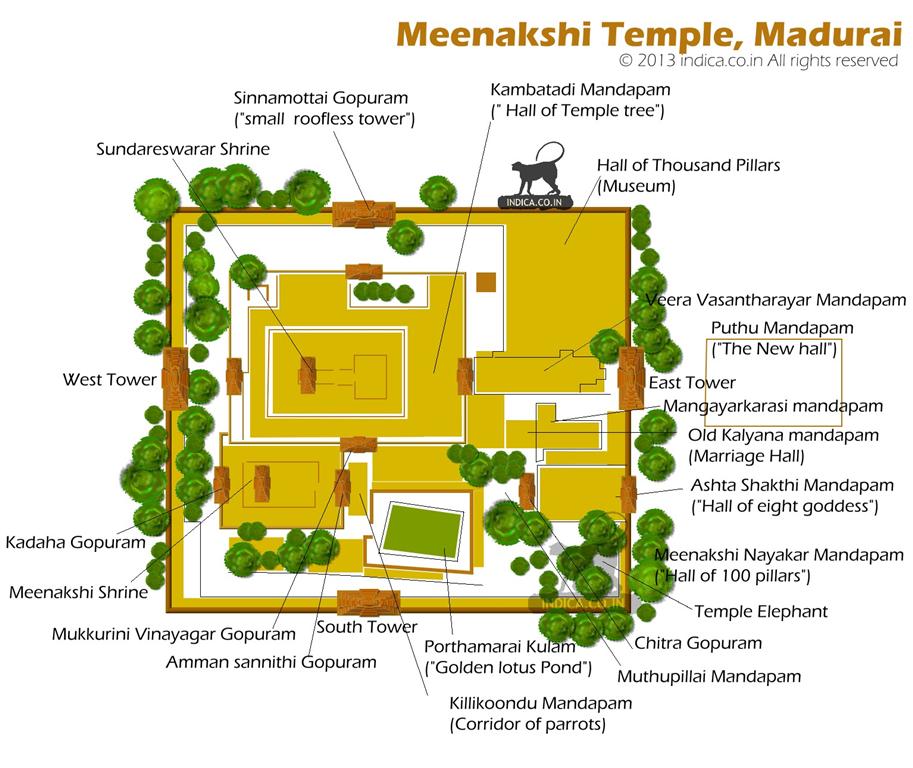 Meenakshi Temple, Madurai
© 2013 indica.co.in All rights reserved
Kambatadi Mandapam
(" Hall of Temple tree")
Sinnamottai Gopuram
("small roofless tower")
Sundareswarar Shrine
Hall of Thousand Pillars
(Museum)
INDICA.CO.IN
Veera Vasantharayar Mandapam
Puthu Mandapam
("The New hall")
West Tower
East Tower
Mangayarkarasi mandapam
Old Kalyana mandapam
(Marriage Hall)
Ashta Shakthi Mandapam
("Hall of eight goddess")
Kadaha Gopuram
Meenakshi Nayakar Mandapam
("Hall of 100 pillars")
Meenakshi Shrine
INDICA.CO.IN
Temple Elephant
Mukkurini Vinayagar Gopuram
South Tower
Chitra Gopuram
Amman sannithi Gopuram
Porthamarai Kulam
("Golden lotus Pond")
Muthupillai Mandapam
Killikoondu Mandapam
(Corridor of parrots)